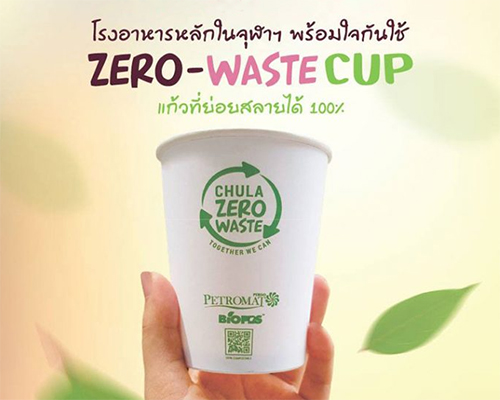 โรงอาหารหลักในจุฬาฯ พร้อมใจกันใช้
ZERO-WASTE CUP
แก้วที่ย่อยสลายได้ 100%
CHULA
ZERO
WASTE
TOGETHER WE CAN
PETROMAT
BIOPBS